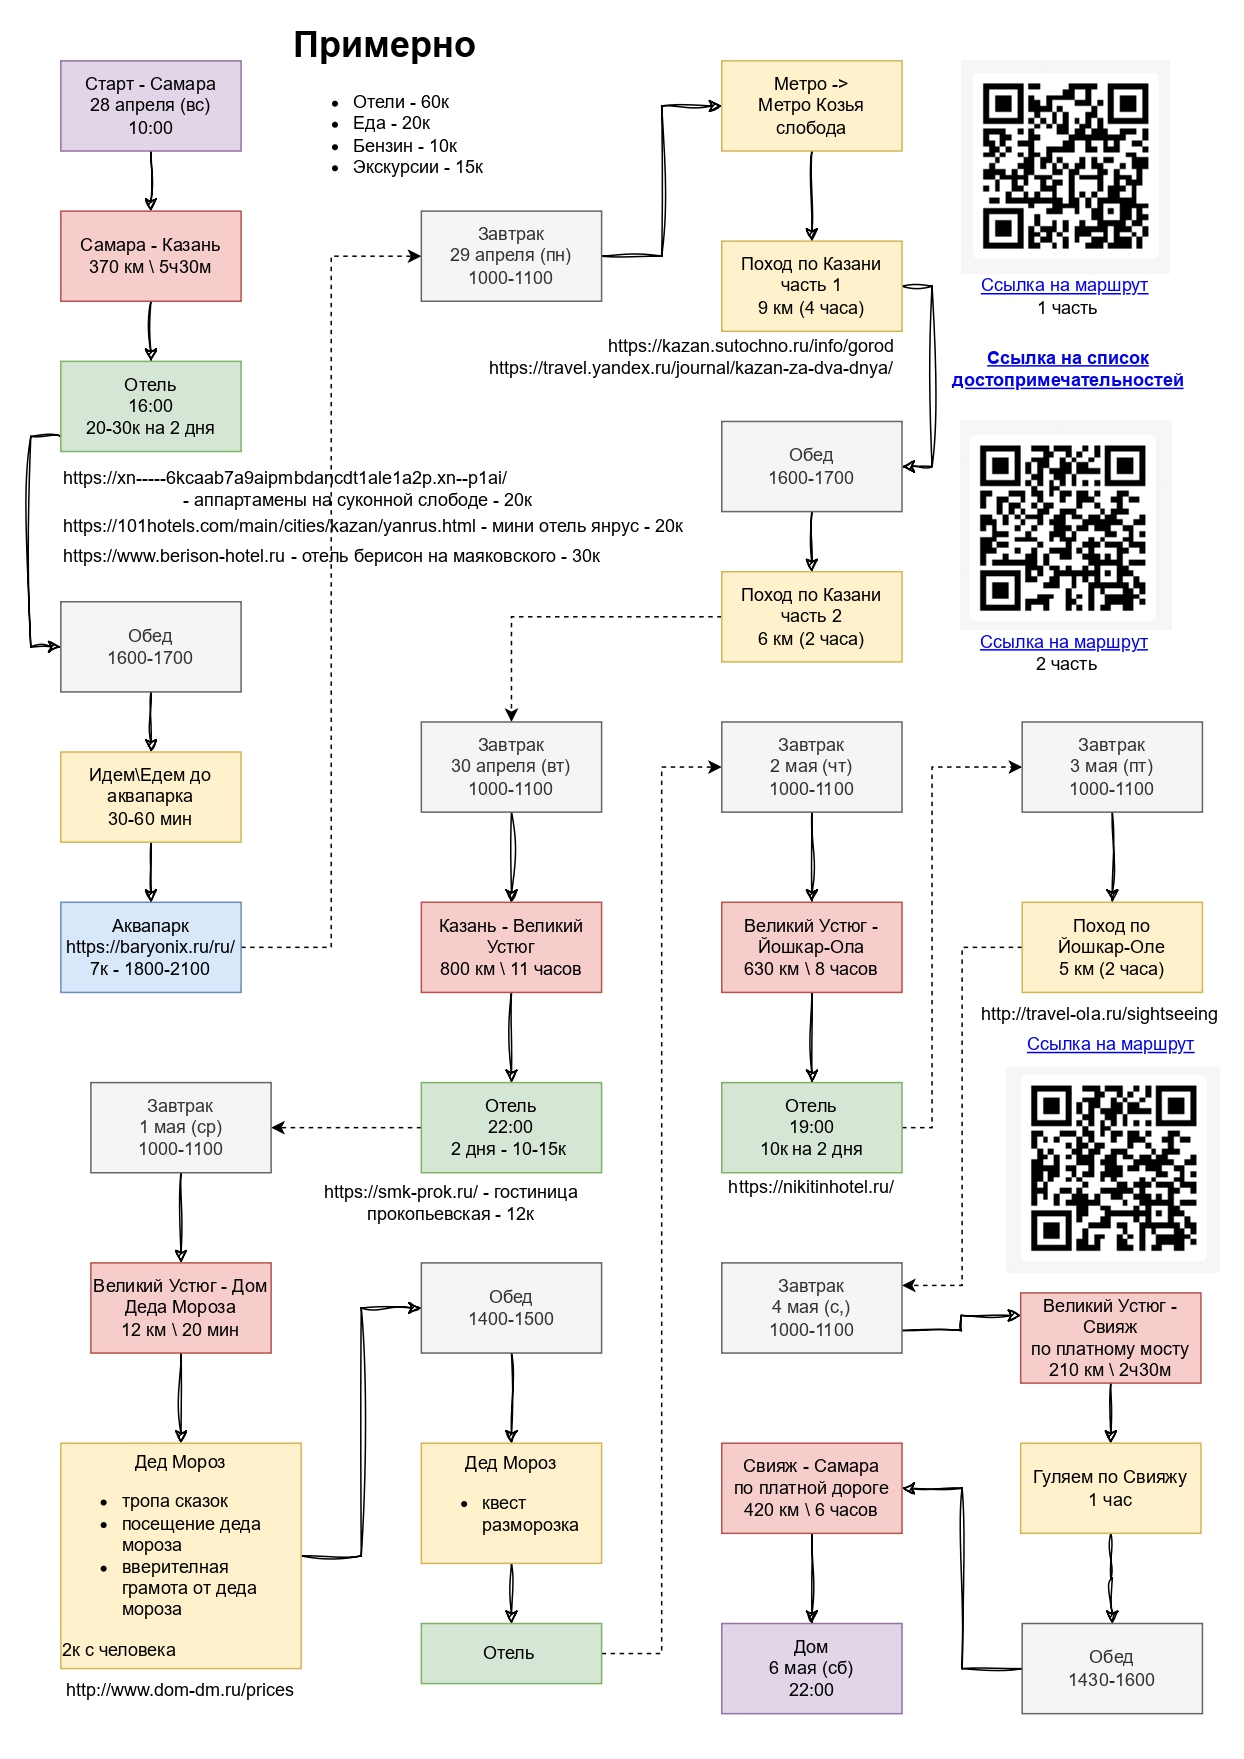 Примерно
Отели - 60к
Еда - 20к
Бензин - 10к
Экскурсии - 15к
Старт - Самара
28 апреля (вс)
10:00
Самара - Казань
370 км \ 5ч30м
Отель
16:00
20-30к на 2 дня
https://xn-----6kcaab7a9aipmbdancdt1ale1a2p.xn--p1ai/
- аппартамены на суконной слободе - 20к
https://101hotels.com/main/cities/kazan/yanrus.html - мини отель янрус - 20к
https://www.berison-hotel.ru - отель берисон на маяковского - 30к
Обед
1600-1700
Идем\Едем до
аквапарка
30-60 мин
Аквапарк
https://baryonix.ru/ru/
7к - 1800-2100
Завтрак
29 апреля (пн)
1000-1100
Метро ->
Метро Козья
слобода
Поход по Казани
часть 1
9 км (4 часа)
https://kazan.sutochno.ru/info/gorod
https://travel.yandex.ru/journal/kazan-za-dva-dnya/
Ссылка на маршрут
1 часть
Ссылка на список
достопримечательностей
Обед
1600-1700
Поход по Казани
часть 2
6 км (2 часа)
Ссылка на маршрут
2 часть
Завтрак
30 апреля (вт)
1000-1100
Казань - Великий
Устюг
800 км \ 11 часов
Отель
22:00
2 дня - 10-15к
https://smk-prok.ru/ - гостиница
прокопьевская - 12к
Завтрак
1 мая (ср)
1000-1100
Великий Устюг - Дом
Деда Мороза
12 км \ 20 мин
Дед Мороз
тропа сказок
посещение деда
мороза
вверителная
грамота от деда
мороза
2к с человека
http://www.dom-dm.ru/prices
Обед
1400-1500
Дед Мороз
квест
разморозка
Отель
Завтрак
2 мая (чт)
1000-1100
Великий Устюг -
Йошкар-Ола
630 км \ 8 часов
Отель
19:00
10к на 2 дня
https://nikitinhotel.ru/
Завтрак
3 мая (пт)
1000-1100
Поход по
Йошкар-Оле
5 км (2 часа)
http://travel-ola.ru/sightseeing
Ссылка на маршрут
Завтрак
4 мая (с,)
1000-1100
Великий Устюг -
Свияж
по платному мосту
210 км \ 2ч30м
Гуляем по Свияжу
1 час
Обед
1430-1600
Свияж - Самара
по платной дороге
420 км \ 6 часов
Дом
6 мая (сб)
22:00